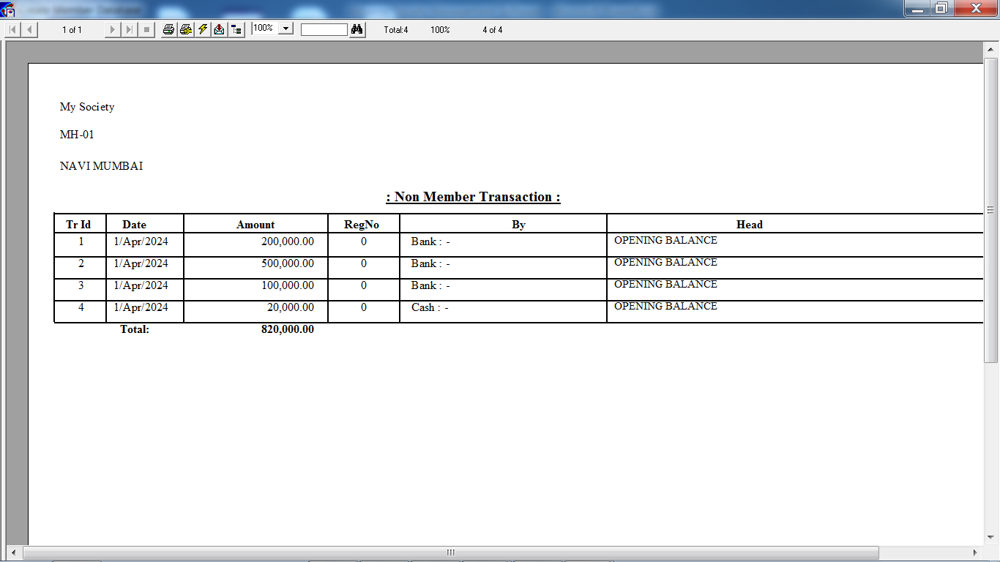 1 of 1 100% Total:4 100% 4 of 4
My Society
MH-01
NAVI MUMBAI
: Non Member Transaction :
Tr Id Date Amount RegNo By Head
1 1/Apr/2024 200,000.00 0 Bank : - OPENING BALANCE
2 1/Apr/2024 500,000.00 0 Bank : - OPENING BALANCE
3 1/Apr/2024 100,000.00 0 Bank : - OPENING BALANCE
4 1/Apr/2024 20,000.00 0 Cash : - OPENING BALANCE
Total: 820,000.00